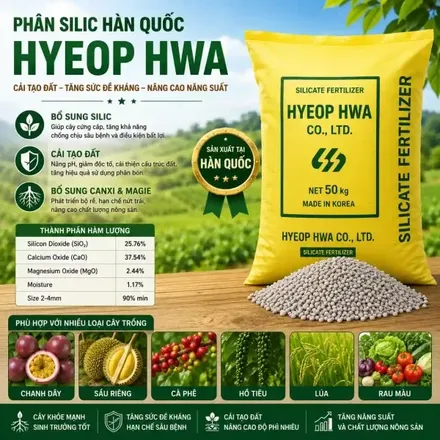 PHÂN SILIC HÀN QUỐC
HYEOP HWA
CẢI TẠO ĐẤT – TĂNG SỨC ĐỀ KHÁNG – NÂNG CAO NĂNG SUẤT
BỔ SUNG SILIC
Giúp cây cứng cáp, tăng khả năng
chống chịu sâu bệnh và điều kiện bất lợi.
CẢI TẠO ĐẤT
Nâng pH, giảm độc tố, cải thiện cấu trúc đất,
tăng hiệu quả sử dụng phân bón.
BỔ SUNG CANXI & MAGIE
Phát triển bộ rễ, hạn chế nứt trái,
nâng cao chất lượng nông sản.
SẢN XUẤT TẠI
HÀN QUỐC
SILICATE FERTILIZER
HYEOP HWA
CO., LTD.
NET 50 kg
MADE IN KOREA
HYEOP HWA CO., LTD.
SILICATE FERTILIZER
SILICATE FERTILIZER
THÀNH PHẦN HÀM LƯỢNG
Silicon Dioxide (SiO₂) 25.76%
Calcium Oxide (CaO) 37.54%
Magnesium Oxide (MgO) 2.44%
Moisture 1.17%
Size 2-4mm 90% min
PHÙ HỢP VỚI NHIỀU LOẠI CÂY TRỒNG
CHANH DÂY
SẦU RIÊNG
CÀ PHÊ
HỒ TIÊU
LÚA
RAU MÀU
CÂY KHỎE MẠNH
SINH TRƯỞNG TỐT
TĂNG SỨC ĐỀ KHÁNG
HẠN CHẾ SÂU BỆNH
CẢI TẠO ĐẤT
NÂNG CAO ĐỘ PHÌ NHIÊU
TĂNG NĂNG SUẤT
VÀ CHẤT LƯỢNG NÔNG SẢN